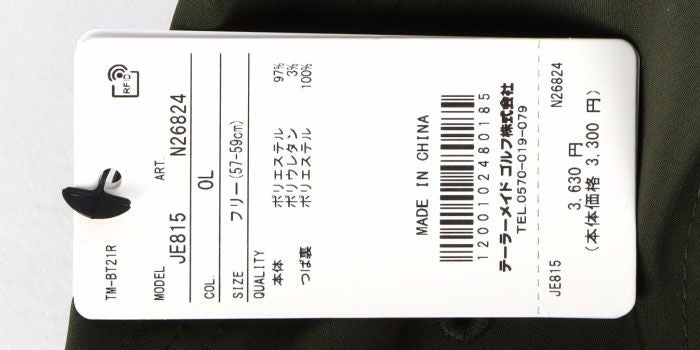 RFID
TM-BT21R
MODEL ART.
JE815 N26824
COL. OL
SIZE フリー(57-59cm)
QUALITY
本体 ポリエステル 97%
ポリウレタン 3%
つば裏 ポリエステル 100%
MADE IN CHINA
1200102480185
テーラーメイド ゴルフ株式会社
TEL.0570-019-079
JE815 N26824
3,630 円
(本体価格 3,300 円)